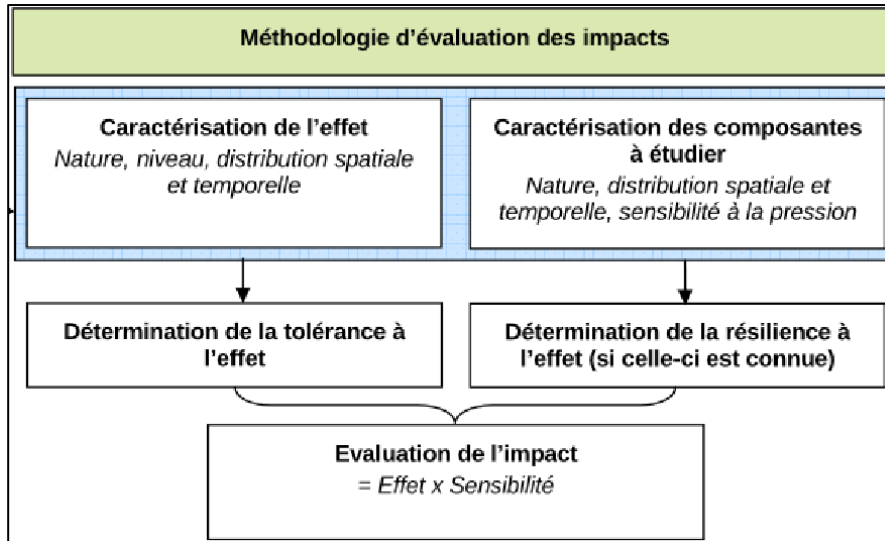 Méthodologie d'évaluation des impacts
Caractérisation de l'effet
Nature, niveau, distribution spatiale
et temporelle
Caractérisation des composantes
à étudier
Nature, distribution spatiale et
temporelle, sensibilité à la pression
Détermination de la tolérance à
l'effet
Détermination de la résilience à
l'effet (si celle-ci est connue)
Evaluation de l'impact
= Effet x Sensibilité